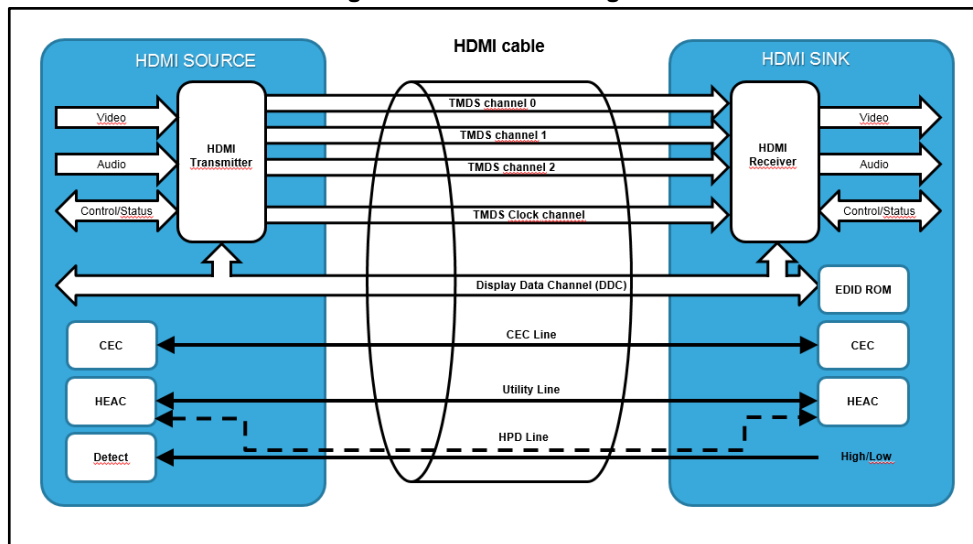 HDMI cable
HDMI SOURCE
HDMI SINK
Video
Audio
Control/Status
HDMI
Transmitter
TMDS channel 0
TMDS channel 1
TMDS channel 2
TMDS Clock channel
HDMI
Receiver
Video
Audio
Control/Status
Display Data Channel (DDC)
EDID ROM
CEC
CEC Line
CEC
HEAC
Utility Line
HEAC
HPD Line
Detect
High/Low